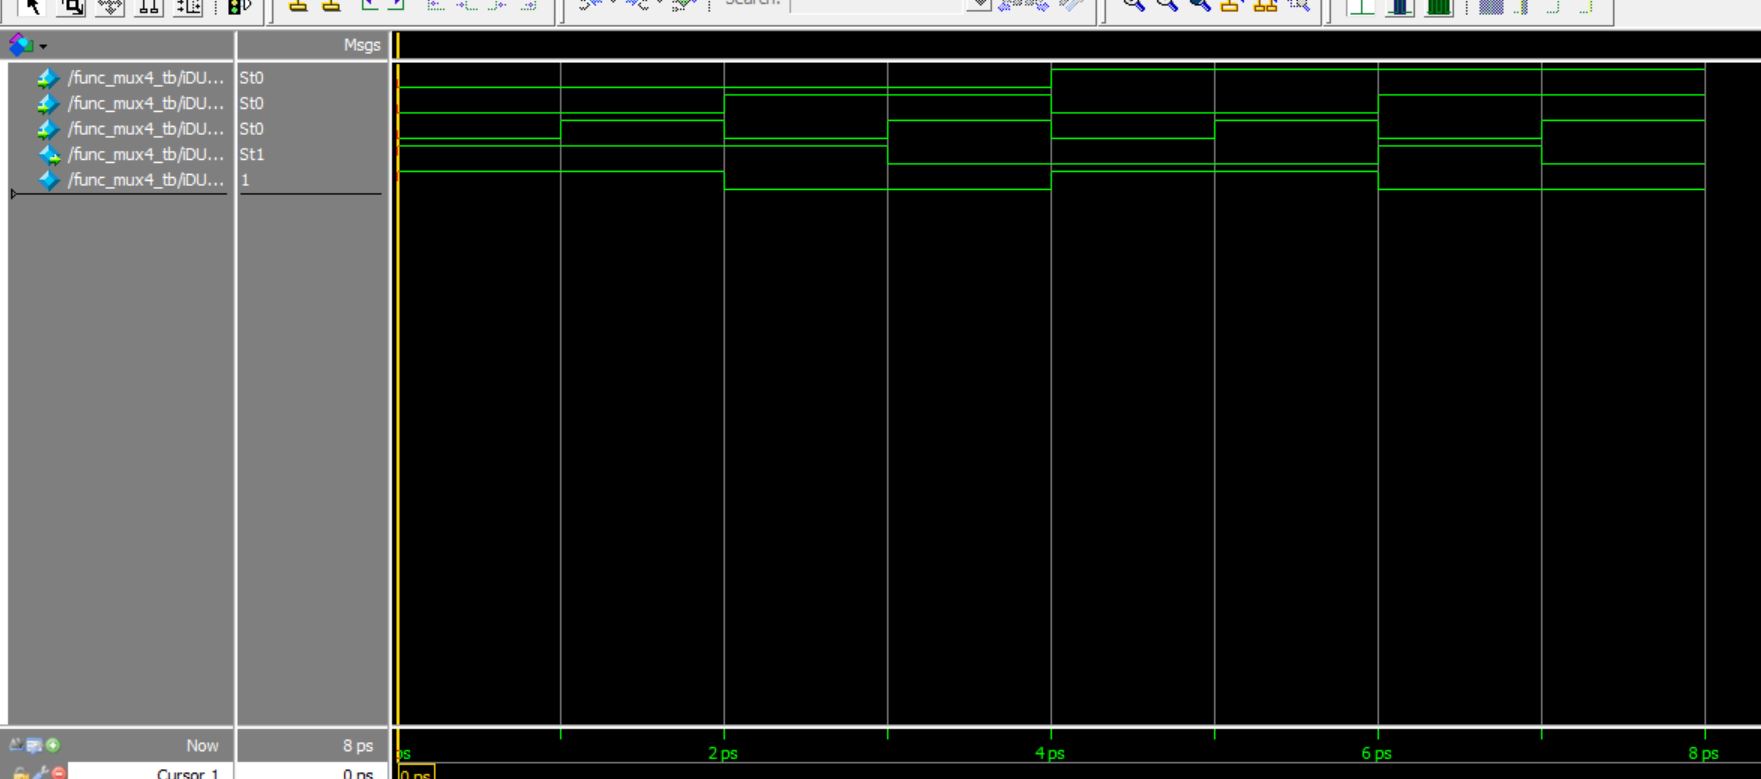 Search:
Msgs
/func_mux4_tb/iDU... St0
/func_mux4_tb/iDU... St0
/func_mux4_tb/iDU... St0
/func_mux4_tb/iDU... St1
/func_mux4_tb/iDU... 1
Now 8 ps ps 2 ps 4 ps 6 ps 8 ps
Cursor 1 0 ps 0 ps